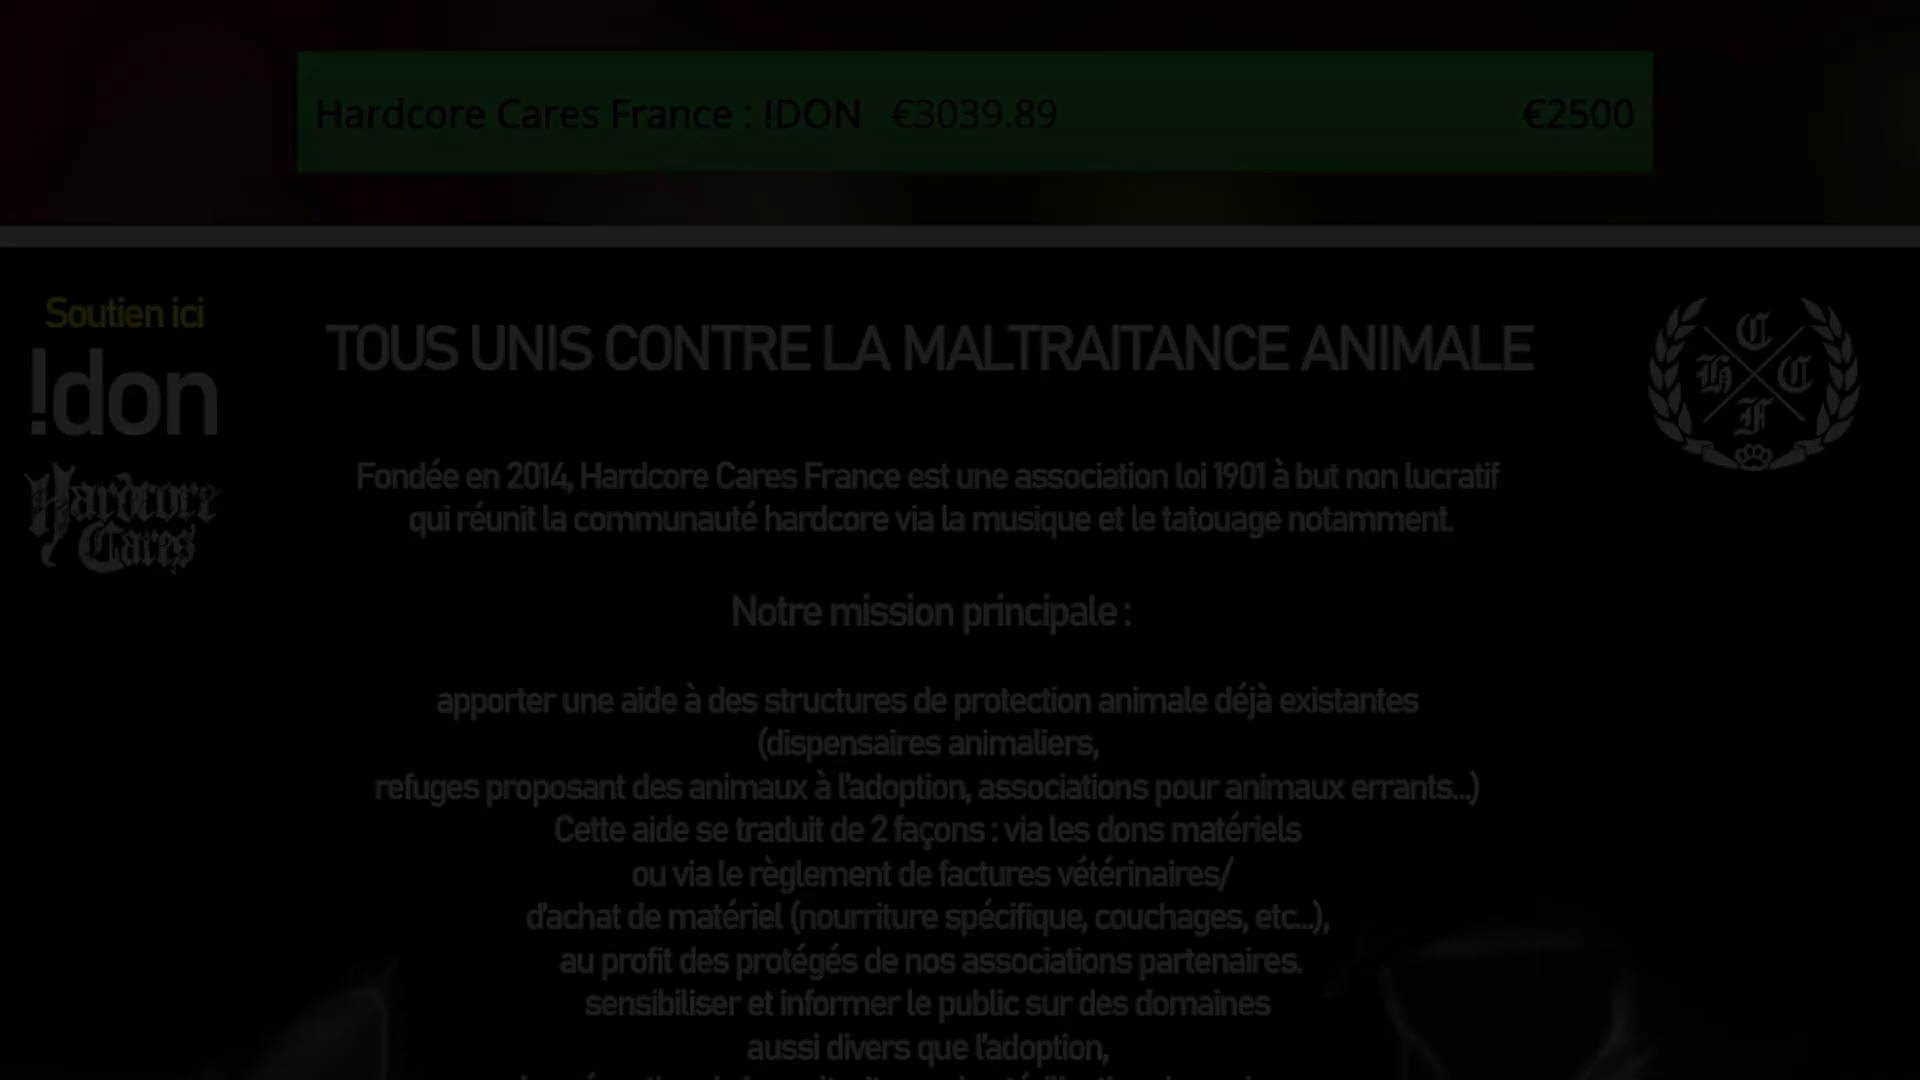 Hardcore Cares France : !DON €3039.89 €2500
Soutien ici
!don
Hardcore
Cares
TOUS UNIS CONTRE LA MALTRAITANCE ANIMALE
C
H C
F
Fondée en 2014, Hardcore Cares France est une association loi 1901 à but non lucratif
qui réunit la communauté hardcore via la musique et le tatouage notamment.
Notre mission principale :
apporter une aide à des structures de protection animale déjà existantes
(dispensaires animaliers,
refuges proposant des animaux à l'adoption, associations pour animaux errants...)
Cette aide se traduit de 2 façons : via les dons matériels
ou via le règlement de factures vétérinaires/
d'achat de matériel (nourriture spécifique, couchages, etc...),
au profit des protégés de nos associations partenaires.
sensibiliser et informer le public sur des domaines
aussi divers que l'adoption,